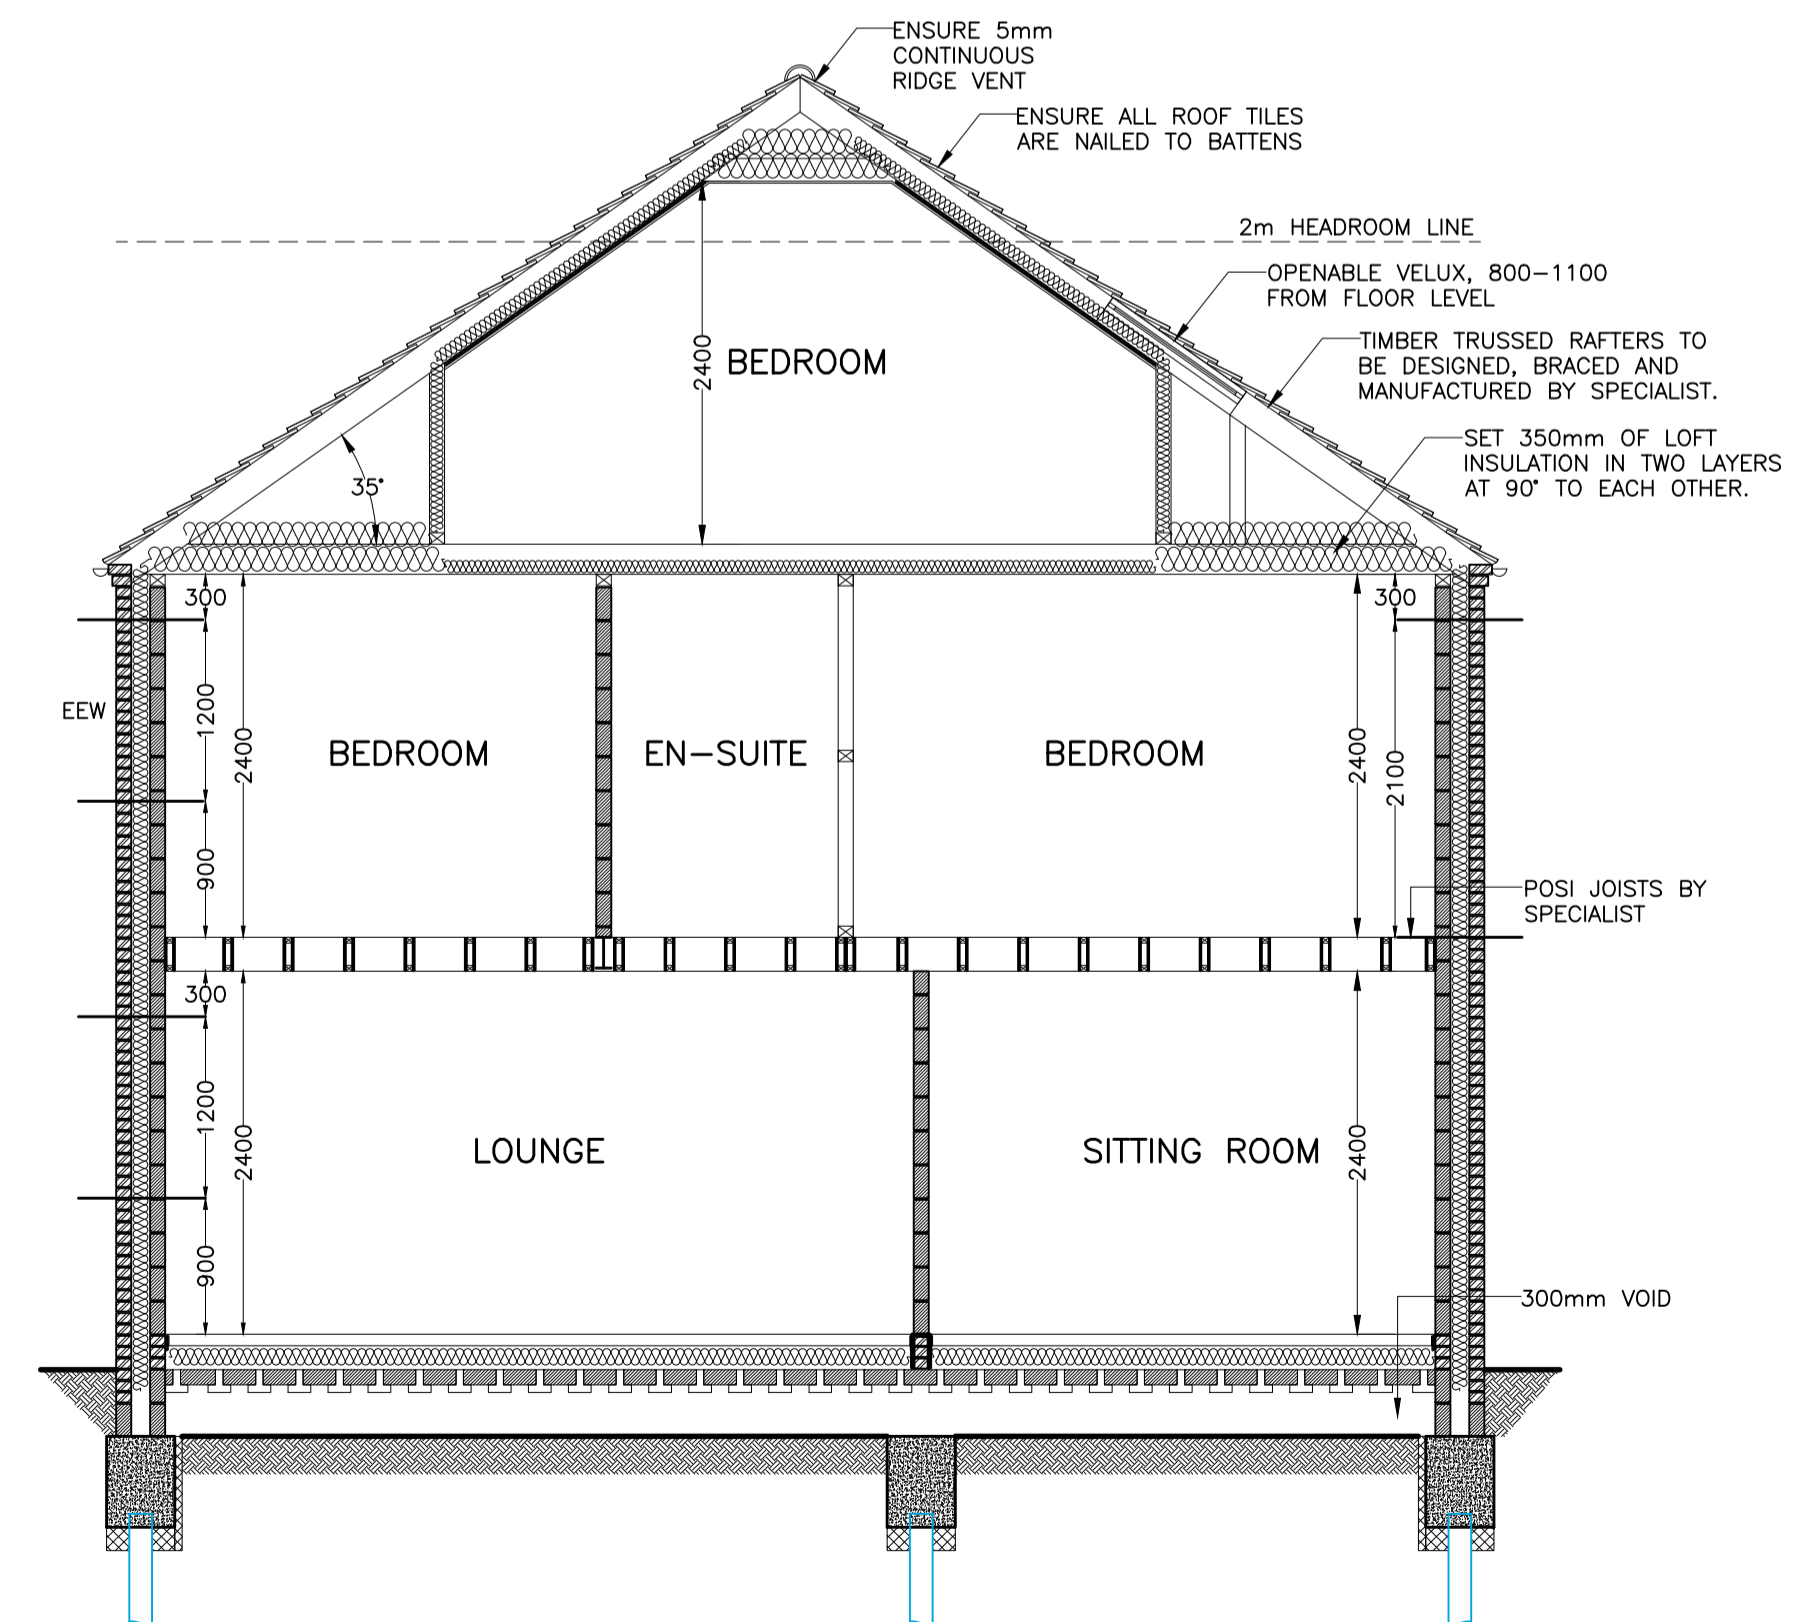 ENSURE 5mm
CONTINUOUS
RIDGE VENT
ENSURE ALL ROOF TILES
ARE NAILED TO BATTENS
2m HEADROOM LINE
OPENABLE VELUX, 800-1100
FROM FLOOR LEVEL
TIMBER TRUSSED RAFTERS TO
BE DESIGNED, BRACED AND
MANUFACTURED BY SPECIALIST.
SET 350mm OF LOFT
INSULATION IN TWO LAYERS
AT 90° TO EACH OTHER.
2400
BEDROOM
35°
300
300
EEW
1200
2400
BEDROOM
EN-SUITE
BEDROOM
2400
2100
900
POSI JOISTS BY
SPECIALIST
300
1200
2400
LOUNGE
SITTING ROOM
2400
900
300mm VOID